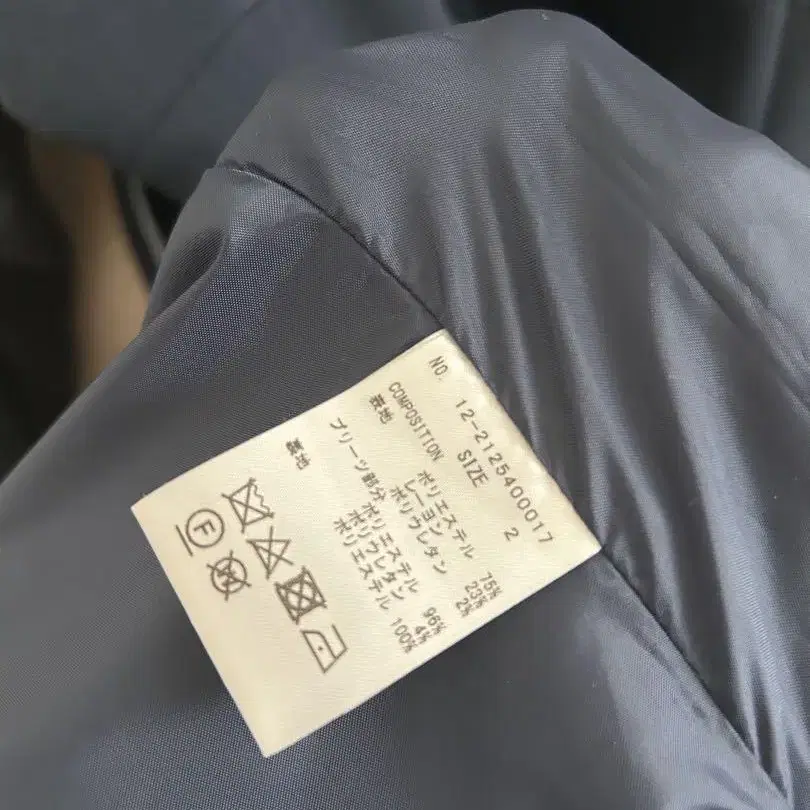 NO. 12-2125400017
SIZE 2
COMPOSITION
表地 ポリエステル 75%
レーヨン 23%
ポリウレタン 2%
プリーツ部分 ポリエステル 96%
ポリウレタン 4%
裏地 ポリエステル 100%
F
W